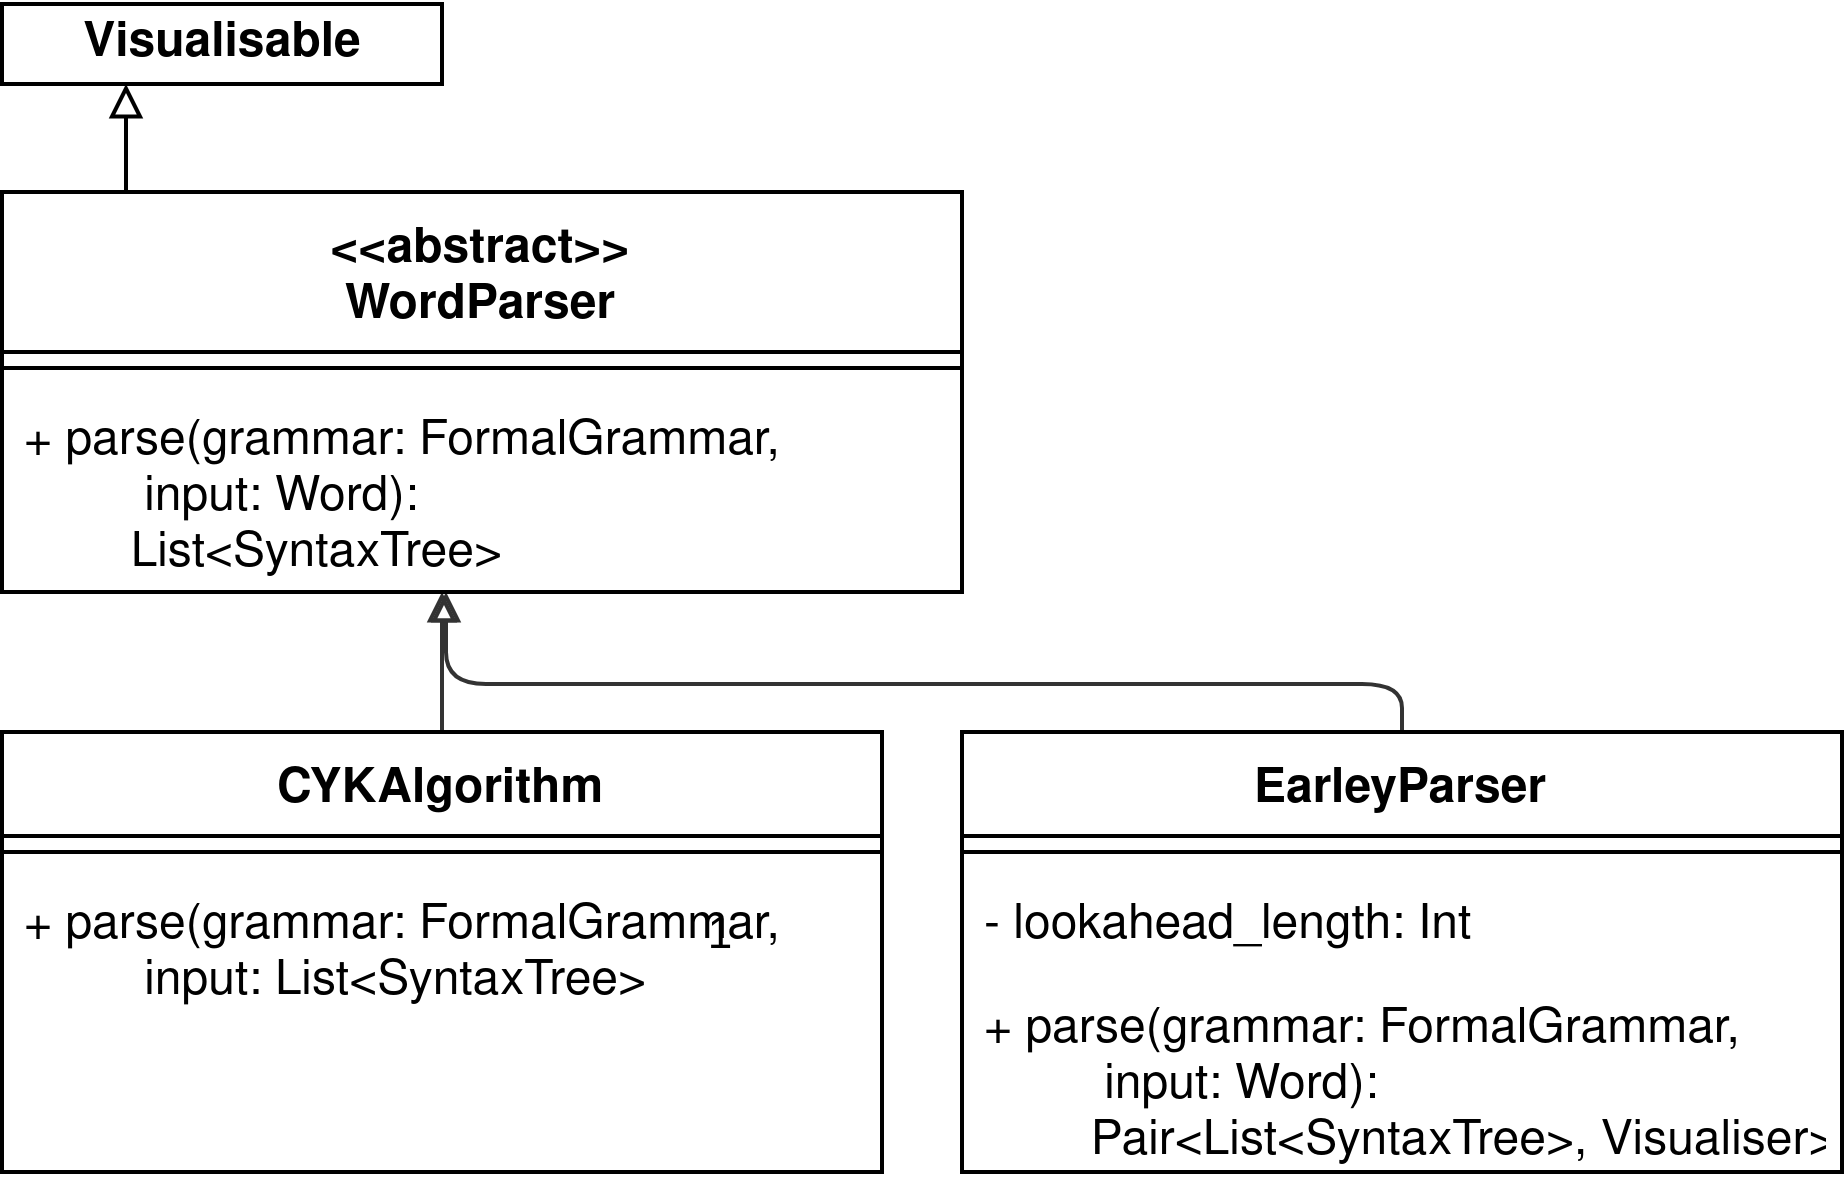 Visualisable
<<abstract>>
WordParser
+ parse(grammar: FormalGrammar,
input: Word):
List<SyntaxTree>
CYKAlgorithm
+ parse(grammar: FormalGrammar,
1
input: List<SyntaxTree>
EarleyParser
- lookahead_length: Int
+ parse(grammar: FormalGrammar,
input: Word):
Pair<List<SyntaxTree>, Visualiser>